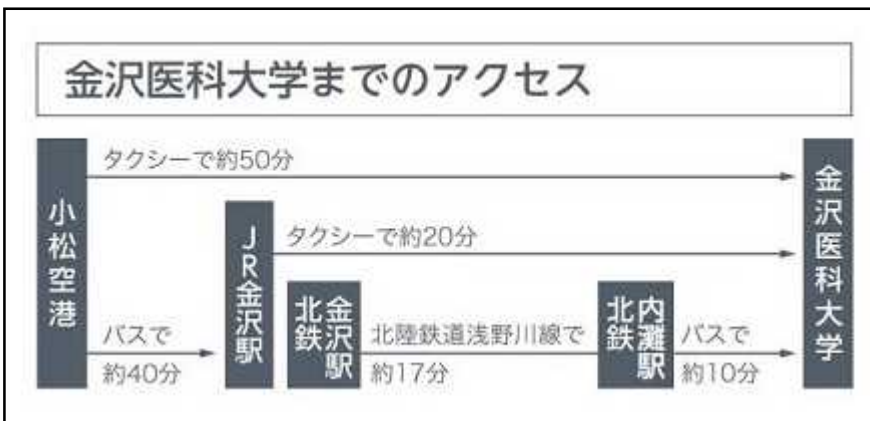 金沢医科大学までのアクセス
小松空港
タクシーで約50分
金沢医科大学
JR金沢駅
タクシーで約20分
バスで
約40分
北鉄
金沢駅
北陸鉄道浅野川線で
約17分
北鉄
内灘駅
バスで
約10分